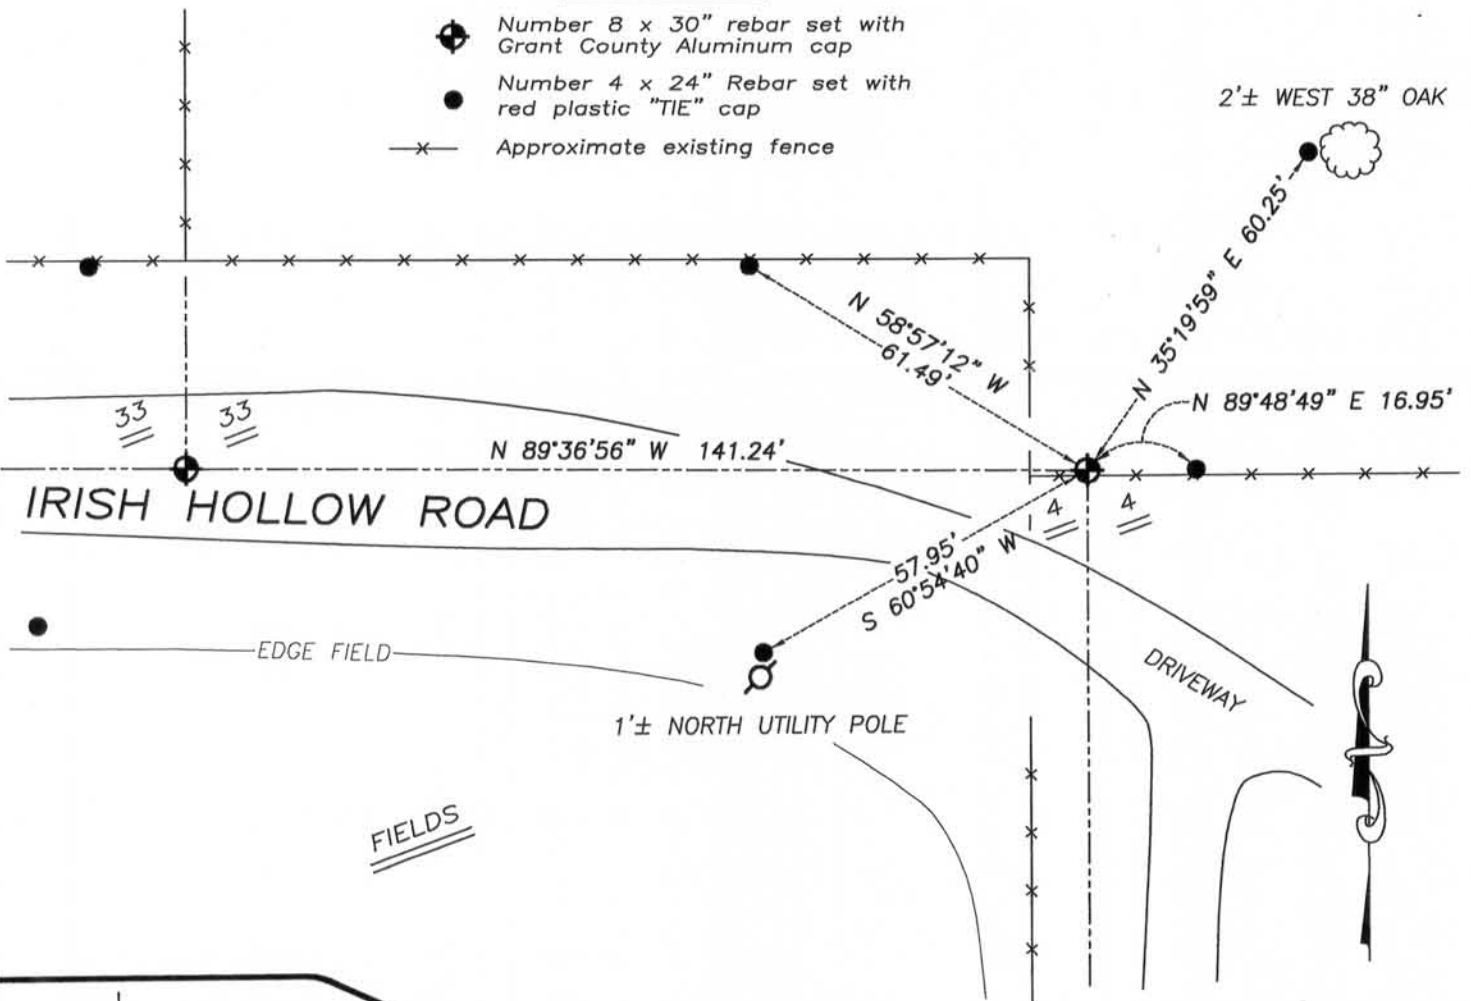 Number 8 x 30" rebar set with
Grant County Aluminum cap
Number 4 x 24" Rebar set with
red plastic "TIE" cap
Approximate existing fence
2'± WEST 38" OAK
N 35°19'59" E 60.25'
N 58°57'12" W
61.49'
N 89°48'49" E 16.95'
33
33
N 89°36'56" W 141.24'
IRISH HOLLOW ROAD
4
4
57.95'
S 60°54'40" W
EDGE FIELD
DRIVEWAY
1'± NORTH UTILITY POLE
FIELDS